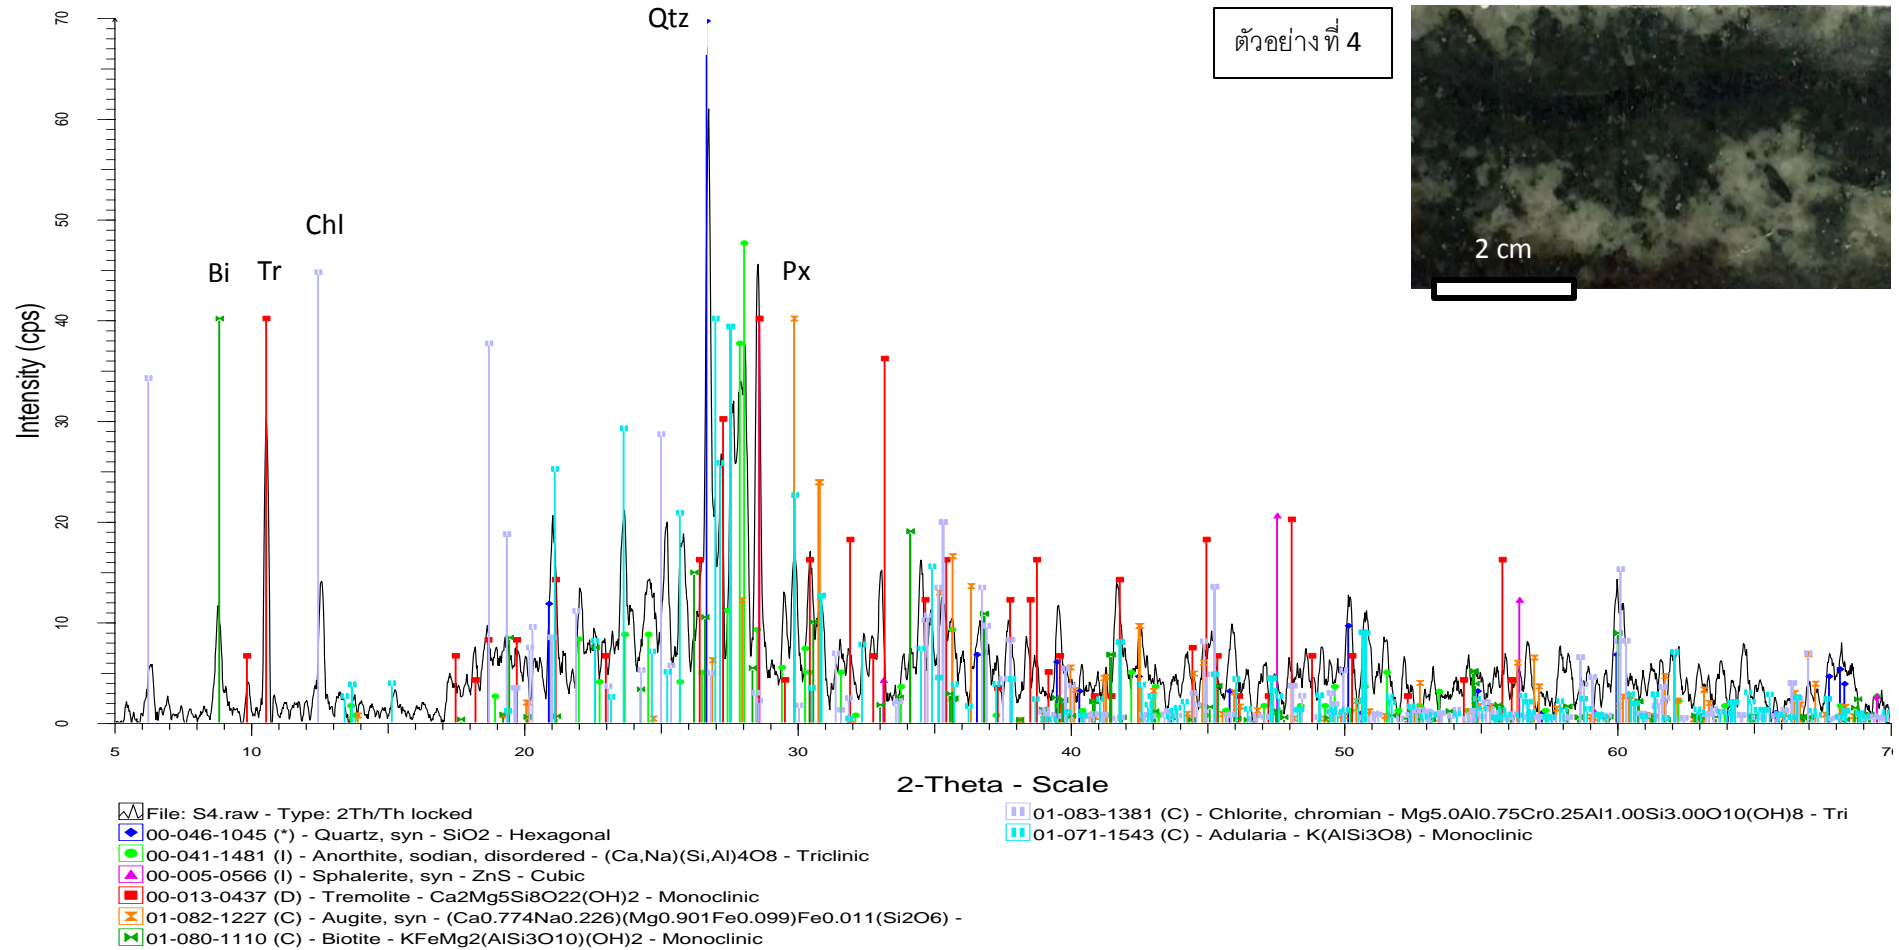 Qtz
ตัวอย่างที่ 4
2 cm
Chl
Bi
Tr
Px
Intensity (cps)
70
60
50
40
30
20
10
0
5
10
20
30
40
50
60
70
2-Theta - Scale
File: S4.raw - Type: 2Th/Th locked
00-046-1045 (*) - Quartz, syn - SiO2 - Hexagonal
00-041-1481 (I) - Anorthite, sodian, disordered - (Ca,Na)(Si,Al)4O8 - Triclinic
00-005-0566 (I) - Sphalerite, syn - ZnS - Cubic
00-013-0437 (D) - Tremolite - Ca2Mg5Si8O22(OH)2 - Monoclinic
01-082-1227 (C) - Augite, syn - (Ca0.774Na0.226)(Mg0.901Fe0.099)Fe0.011(Si2O6) -
01-080-1110 (C) - Biotite - KFeMg2(AlSi3O10)(OH)2 - Monoclinic
01-083-1381 (C) - Chlorite, chromian - Mg5.0Al0.75Cr0.25Al1.00Si3.00O10(OH)8 - Tri
01-071-1543 (C) - Adularia - K(AlSi3O8) - Monoclinic